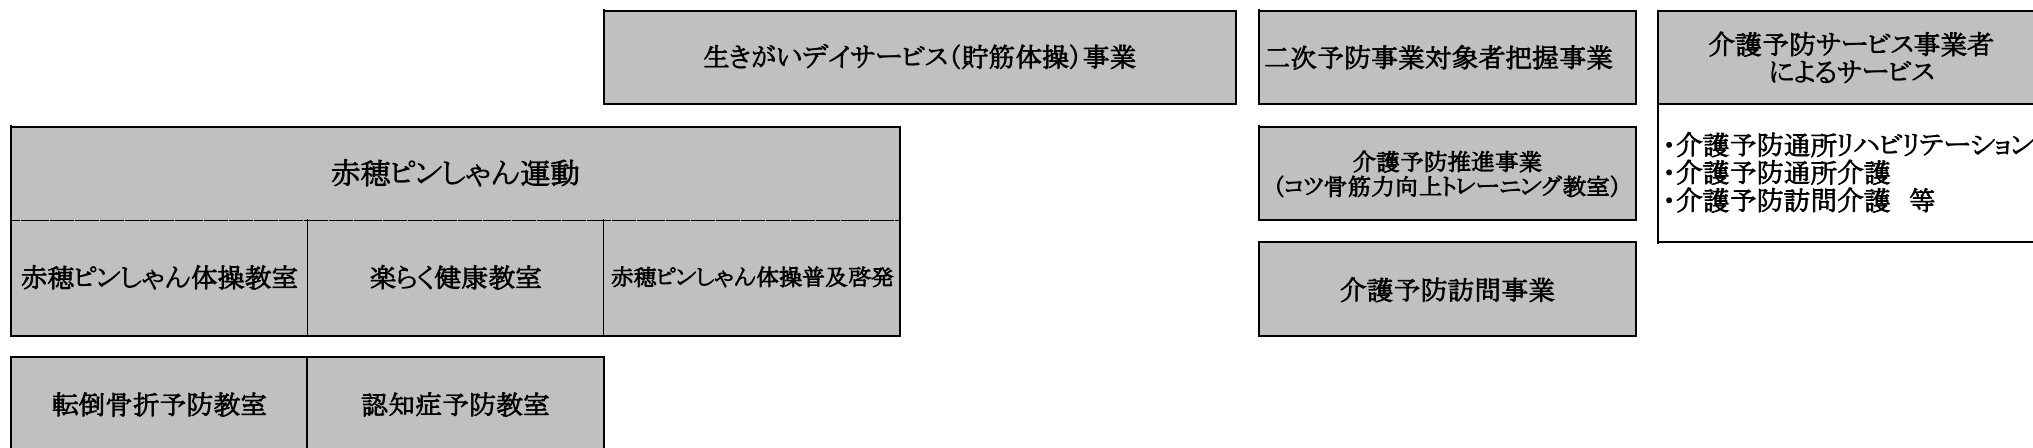 生きがいデイサービス(貯筋体操)事業
二次予防事業対象者把握事業
介護予防サービス事業者
によるサービス
・介護予防通所リハビリテーション
・介護予防通所介護
・介護予防訪問介護　等
赤穂ピンしゃん運動
介護予防推進事業
(コツ骨筋力向上トレーニング教室)
赤穂ピンしゃん体操教室
楽らく健康教室
赤穂ピンしゃん体操普及啓発
介護予防訪問事業
転倒骨折予防教室
認知症予防教室